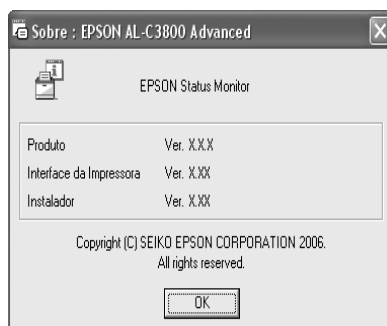 Sobre : EPSON AL-C3800 Advanced
EPSON Status Monitor
Produto Ver. X.X.X
Interface da Impressora Ver. X.XX
Instalador Ver. X.XX
Copyright (C) SEIKO EPSON CORPORATION 2006.
All rights reserved.
OK